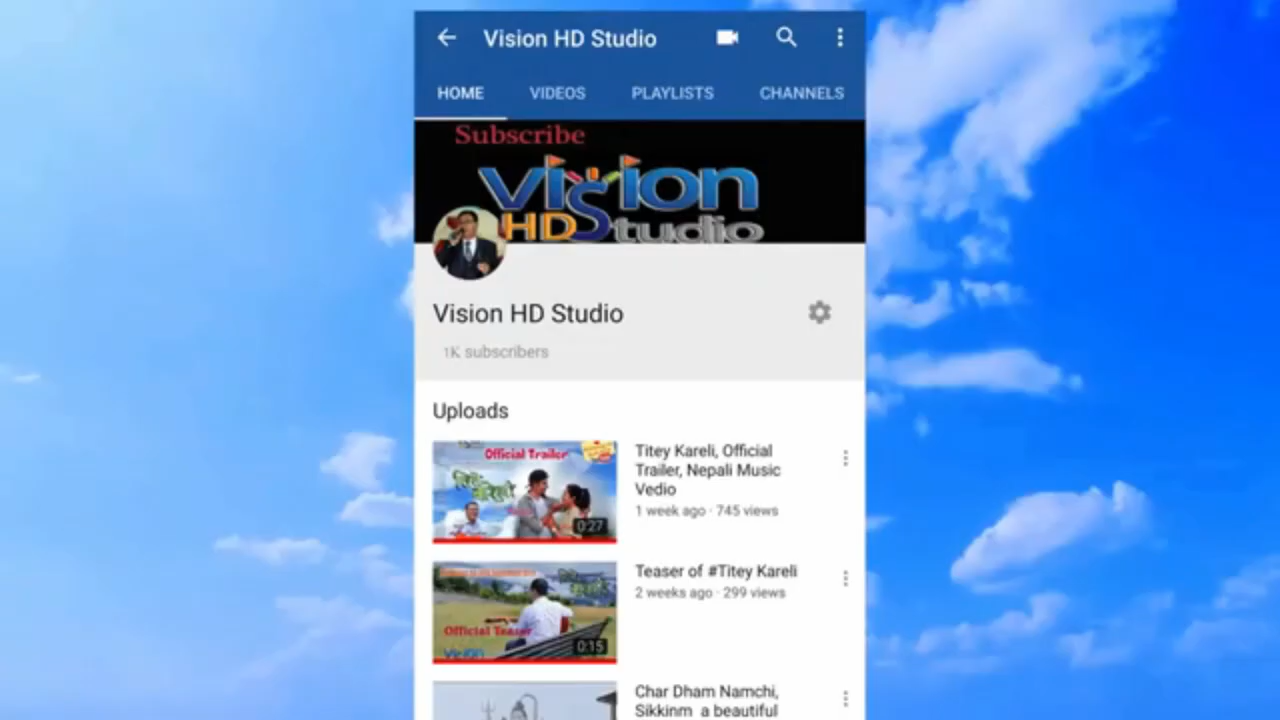 Vision HD Studio
HOME VIDEOS PLAYLISTS CHANNELS
Subscribe
Vision
HD Studio
Vision HD Studio
1K subscribers
Uploads
Official Trailer
0:27
Titey Kareli, Official
Trailer, Nepali Music
Vedio
1 week ago · 745 views
Official Teaser
0:15
Teaser of #Titey Kareli
2 weeks ago · 299 views
Char Dham Namchi,
Sikkinm a beautiful